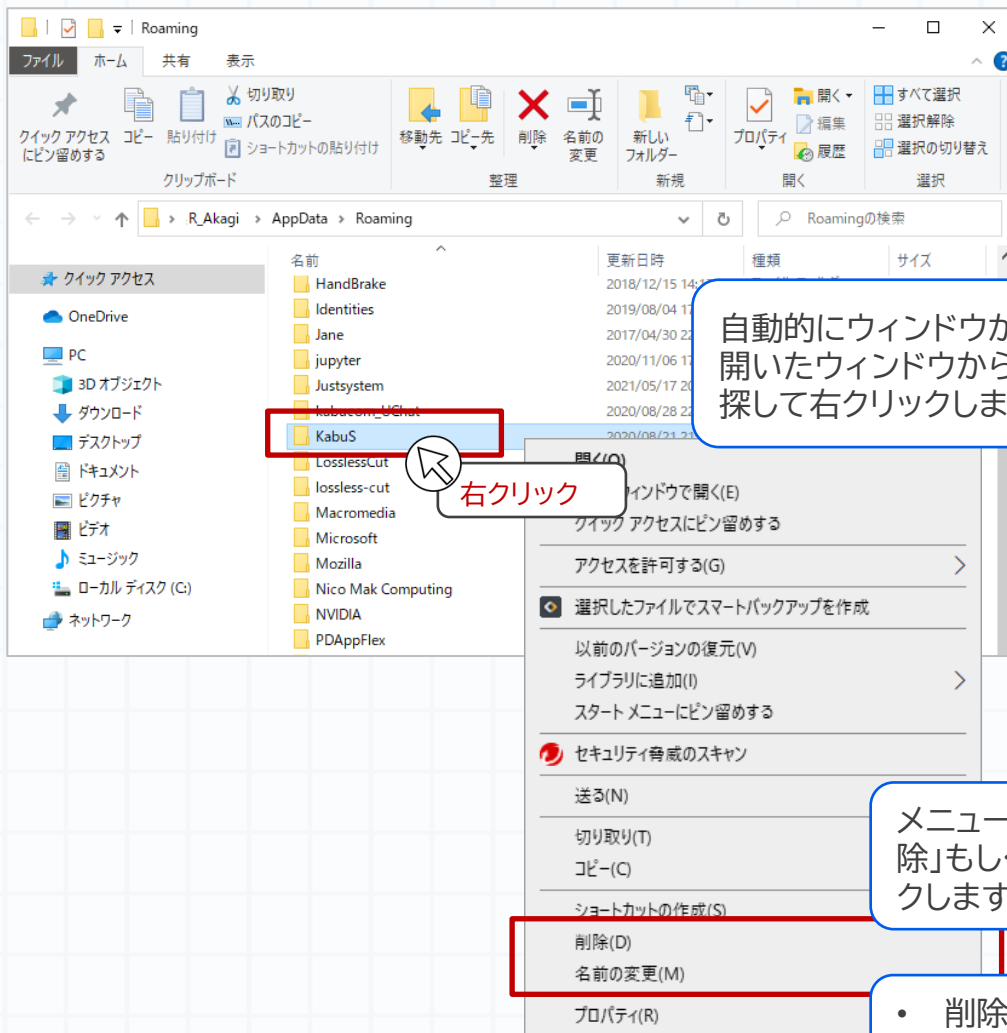 Roaming
ファイル ホーム 共有 表示
クイック アクセス
にピン留めする
コピー
貼り付け
切り取り
パスのコピー
ショートカットの貼り付け
クリップボード
移動先 コピー先 削除 名前の
変更
整理
新しい
フォルダー
新規
プロパティ
開く
編集
履歴
開く
すべて選択
選択解除
選択の切り替え
選択
R_Akagi > AppData > Roaming
Roamingの検索
名前 更新日時 種類 サイズ
クイック アクセス
OneDrive
PC
3D オブジェクト
ダウンロード
デスクトップ
ドキュメント
ピクチャ
ビデオ
ミュージック
ローカル ディスク (C:)
ネットワーク
HandBrake 2018/12/15 14:
Identities 2019/08/04 17
Jane 2017/04/30 22
jupyter 2020/11/06 17
Justsystem 2021/05/17 20
kabucom_UChat 2020/08/28 22
KabuS 2020/08/21 21
LosslessCut
lossless-cut
Macromedia
Microsoft
Mozilla
Nico Mak Computing
NVIDIA
PDAppFlex
自動的にウィンドウが
開いたウィンドウから
探して右クリックしま
右クリック
開く(O)
ィンドウで開く(E)
クイック アクセスにピン留めする
アクセスを許可する(G)
選択したファイルでスマートバックアップを作成
以前のバージョンの復元(V)
ライブラリに追加(I)
スタート メニューにピン留めする
セキュリティ脅威のスキャン
送る(N)
切り取り(T)
コピー(C)
ショートカットの作成(S)
削除(D)
名前の変更(M)
プロパティ(R)
メニュー
除」もしく
クします
• 削除